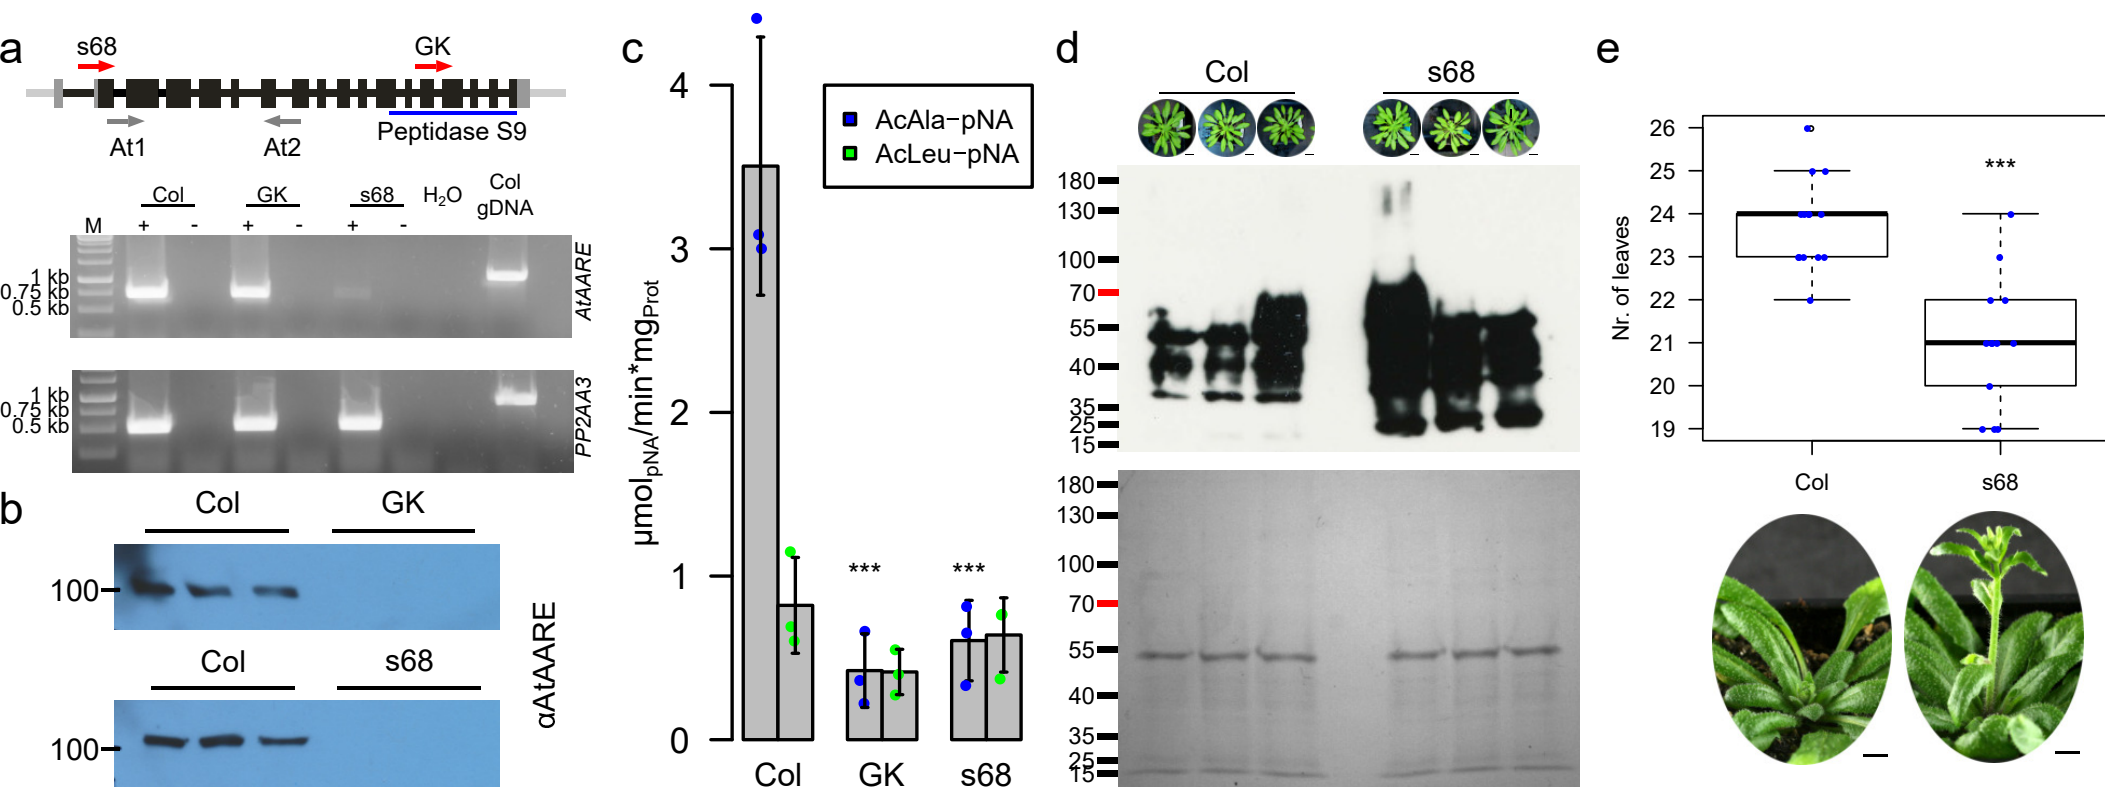 a
s68
GK
At1
At2
Peptidase S9
Col
GK
s68
H₂O
Col
gDNA
M
+
-
+
-
+
-
1 kb
0.75 kb
0.5 kb
AtAARE
1 kb
0.75 kb
0.5 kb
PP2AA3
b
Col
GK
100
Col
s68
100
αAtAARE
c
µmolpNA/min*mgProt
4
3
2
1
0
AcAla−pNA
AcLeu−pNA
***
***
Col
GK
s68
d
Col
s68
180
130
100
70
55
40
35
25
15
180
130
100
70
55
40
35
25
15
e
Nr. of leaves
26
25
24
23
22
21
20
19
***
Col
s68